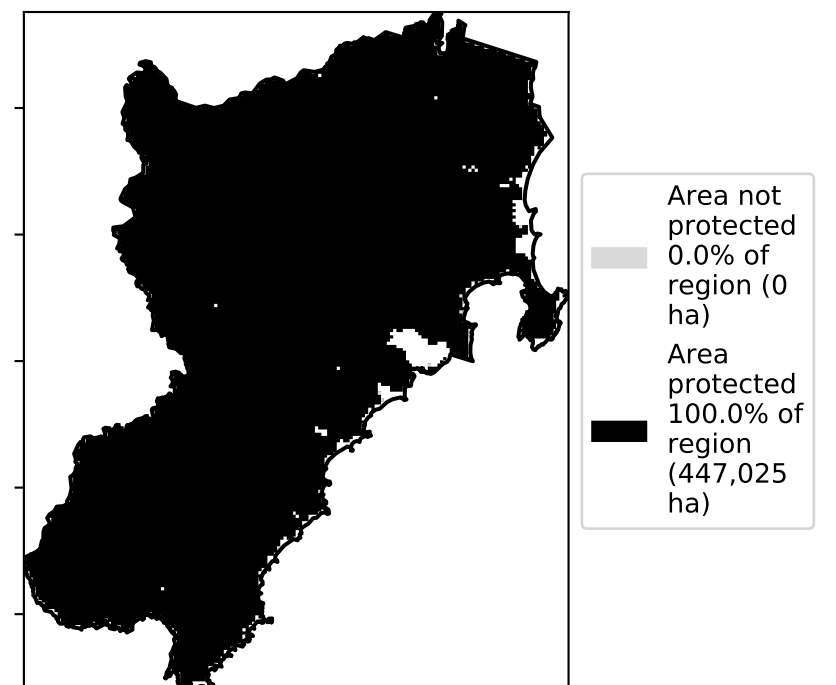 Area not
protected
0.0% of
region (0
ha)
Area
protected
100.0% of
region
(447,025
ha)